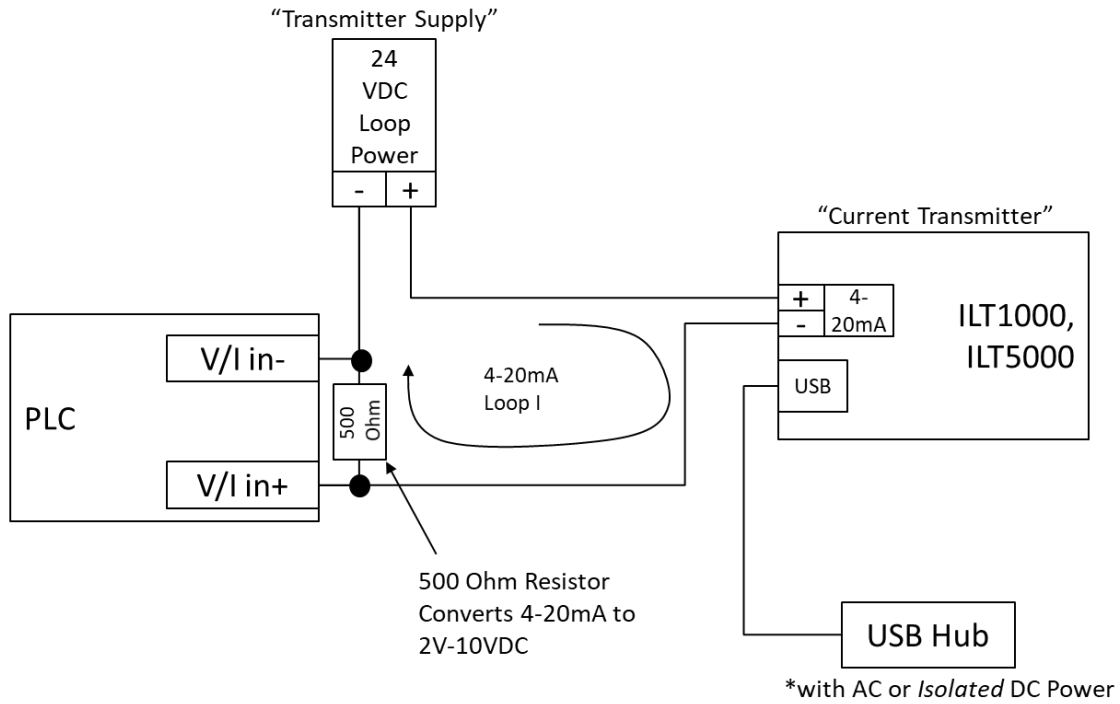 “Transmitter Supply”
24
VDC
Loop
Power
- +
“Current Transmitter”
+
-
4-
20mA
ILT1000,
ILT5000
USB
V/I in-
PLC
500
Ohm
V/I in+
4-20mA
Loop I
500 Ohm Resistor
Converts 4-20mA to
2V-10VDC
USB Hub
*with AC or Isolated DC Power